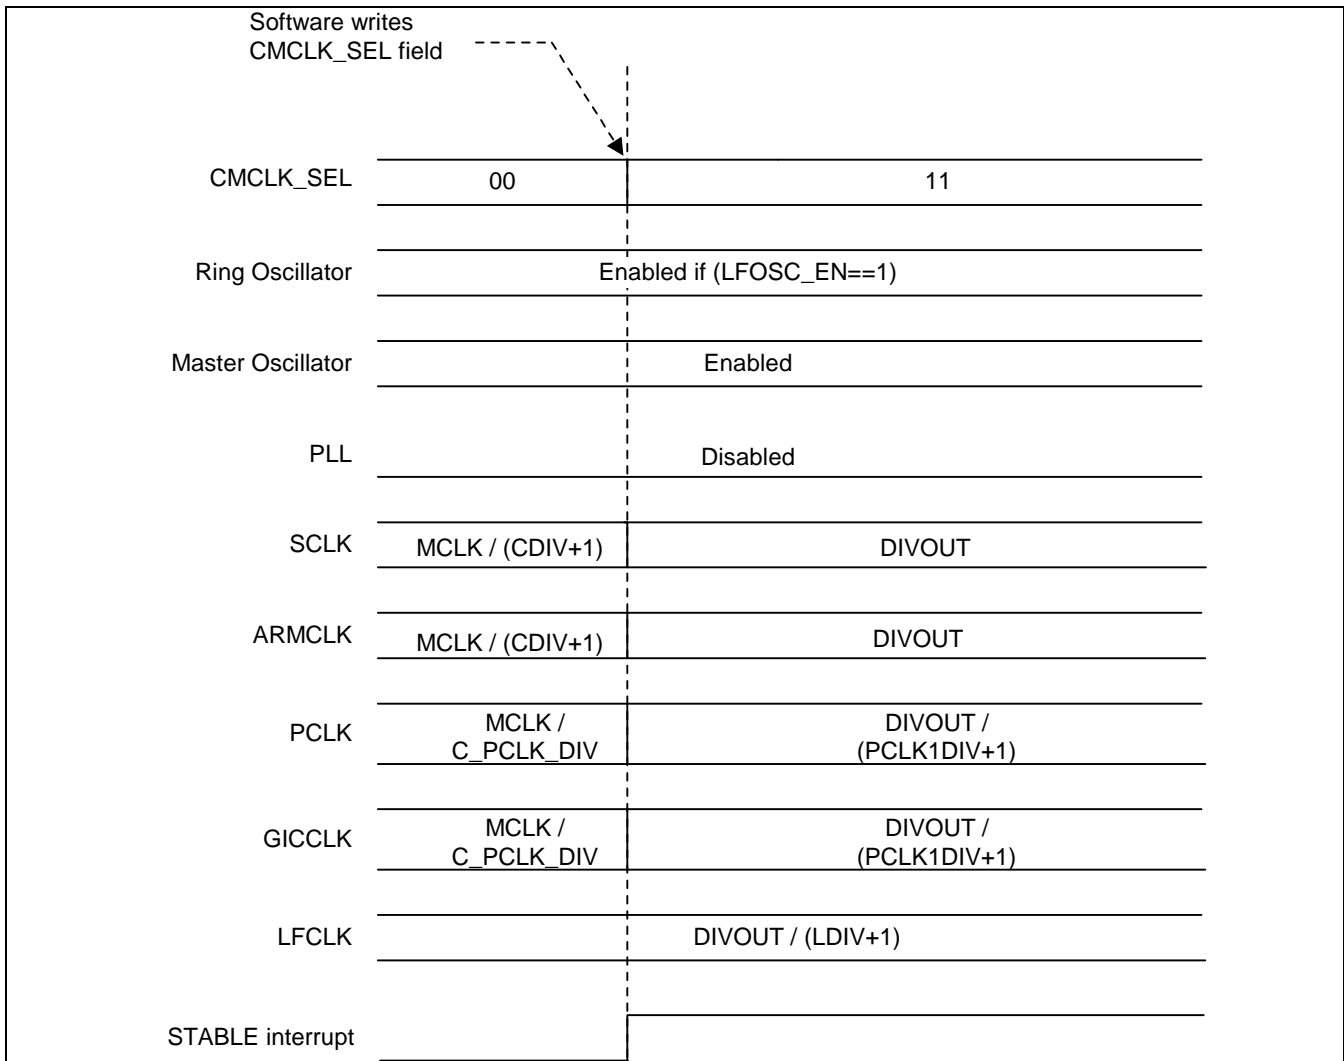 Software writes
CMCLK_SEL field
CMCLK_SEL
00
11
Ring Oscillator
Enabled if (LFOSC_EN==1)
Master Oscillator
Enabled
PLL
Disabled
SCLK
MCLK / (CDIV+1)
DIVOUT
ARMCLK
MCLK / (CDIV+1)
DIVOUT
PCLK
MCLK /
C_PCLK_DIV
DIVOUT /
(PCLK1DIV+1)
GICCLK
MCLK /
C_PCLK_DIV
DIVOUT /
(PCLK1DIV+1)
LFCLK
DIVOUT / (LDIV+1)
STABLE interrupt